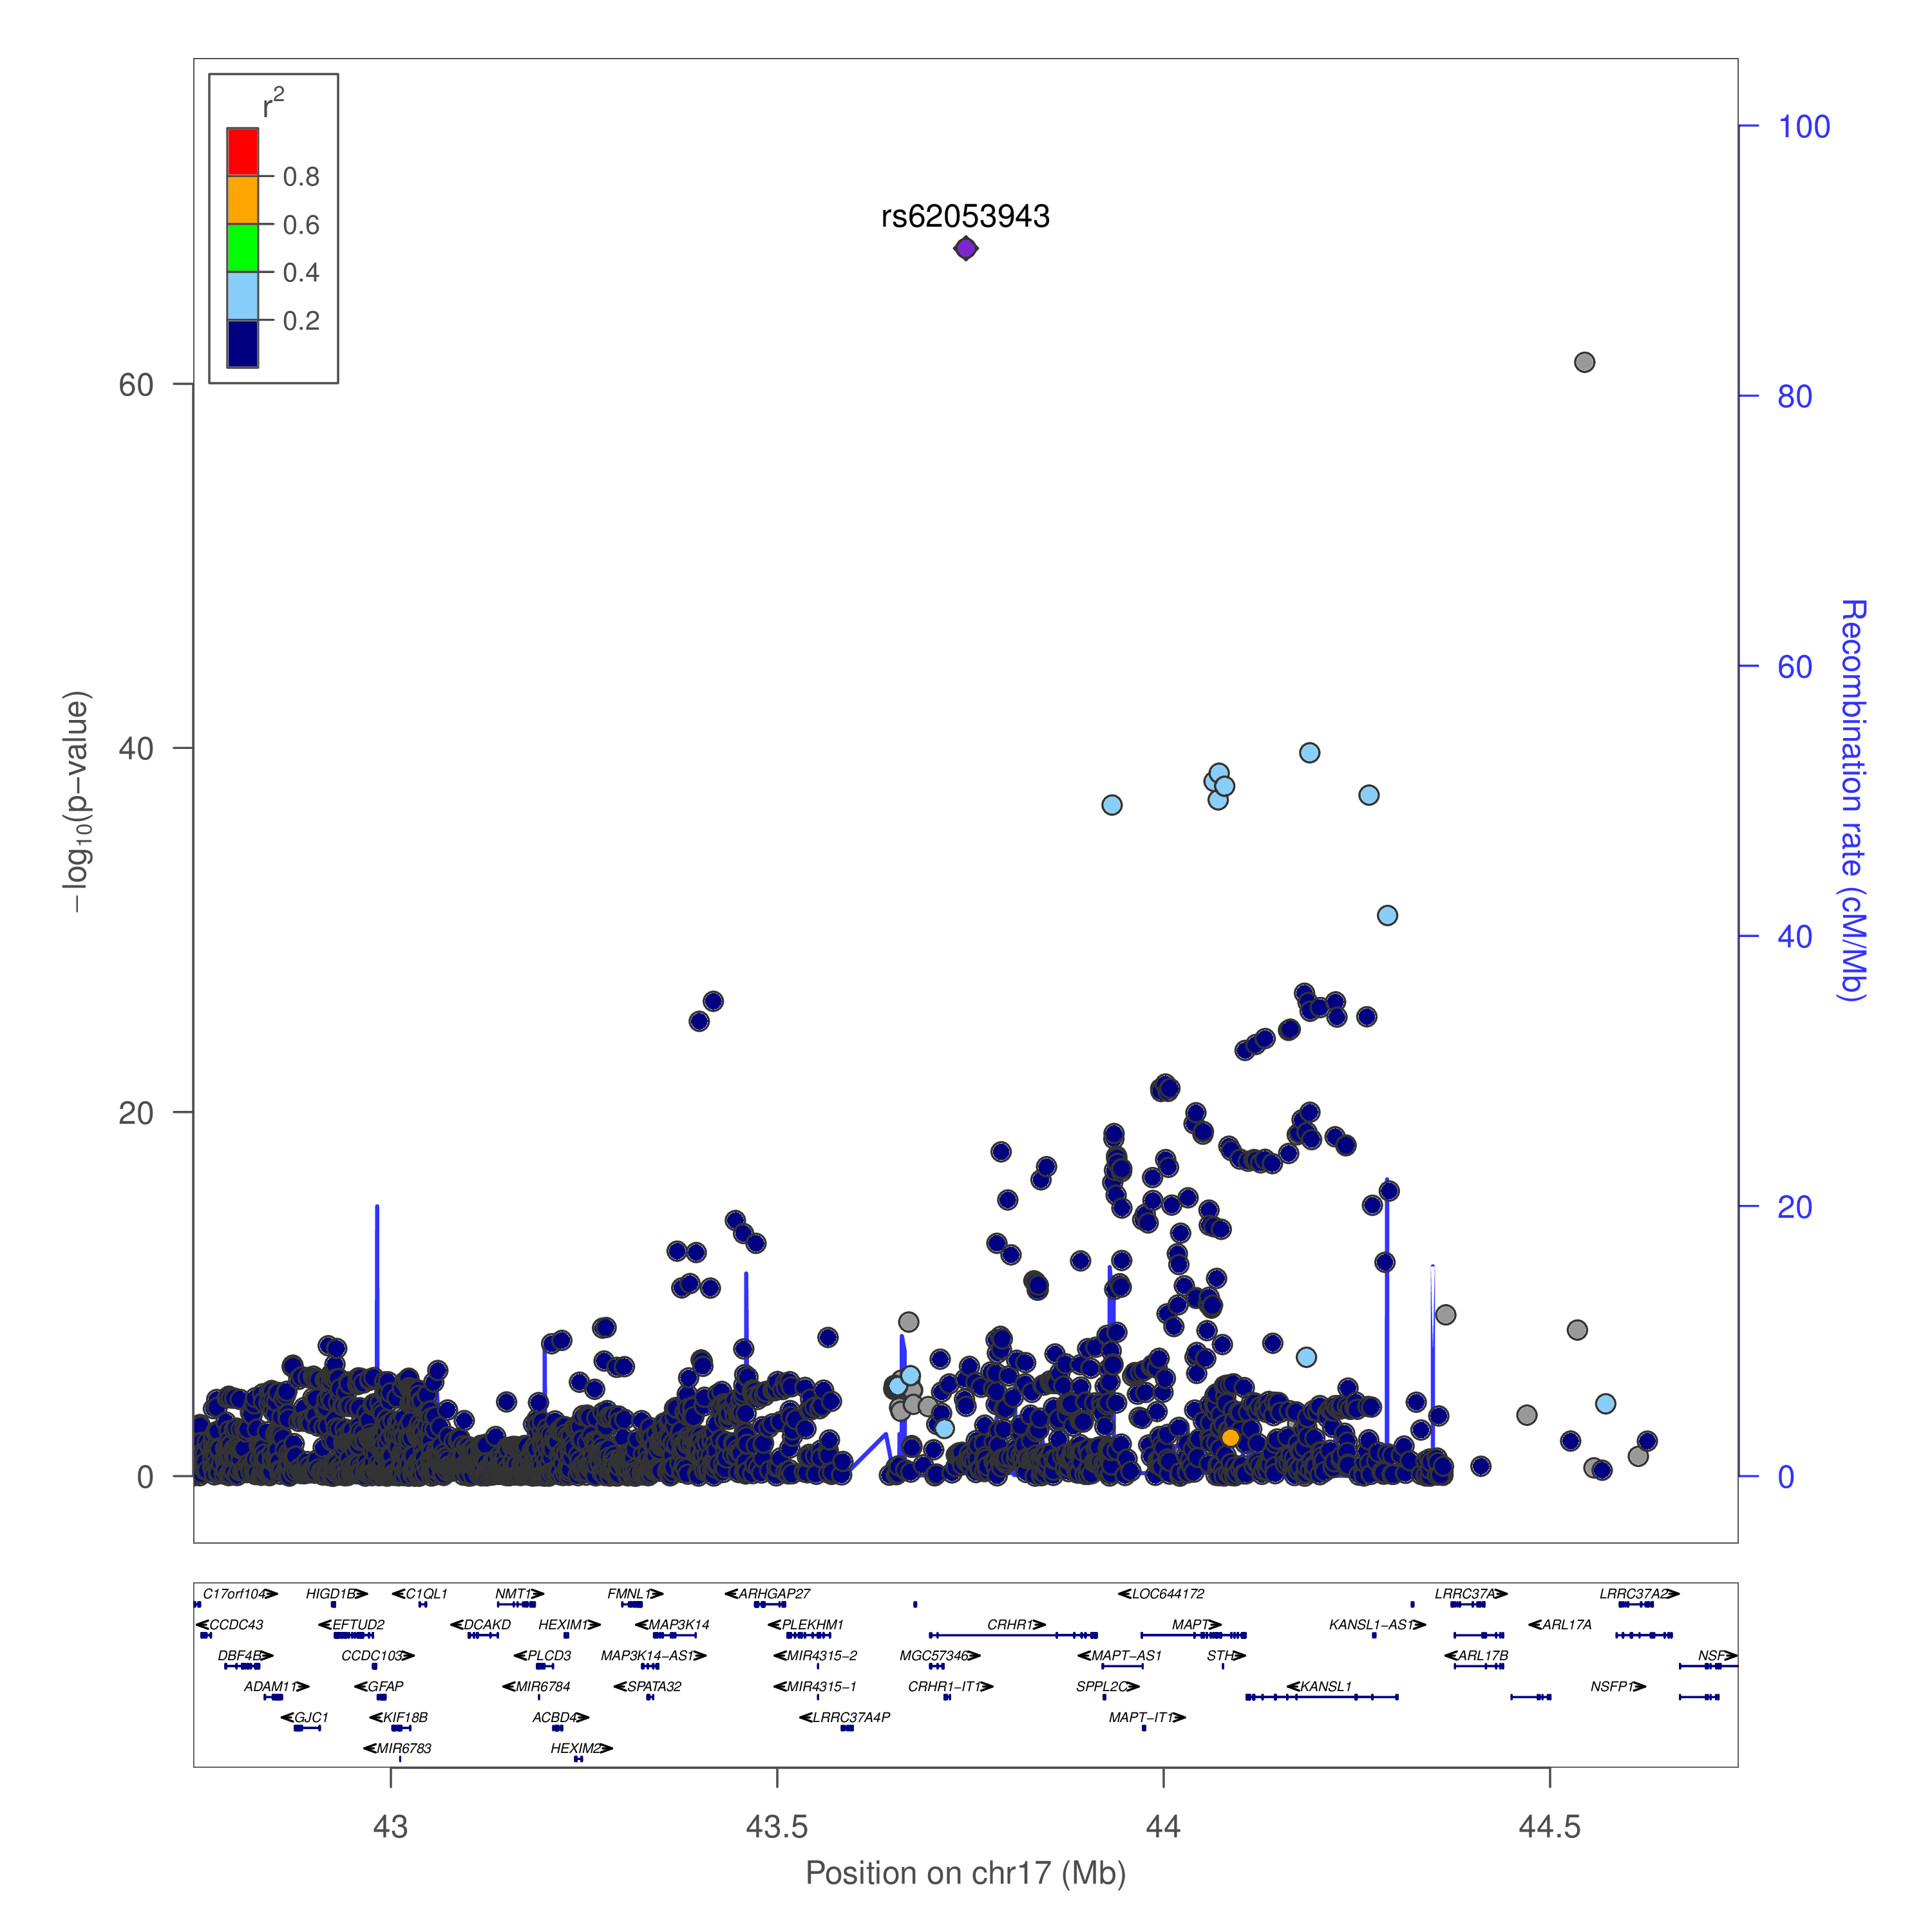 r2
0.8
0.6
0.4
0.2
rs62053943
60
40
20
0
−log10(p−value)
100
80
60
40
20
0
Recombination rate (cM/Mb)
C17orf104 HIGD1B C1QL1 NMT1 FMNL1 ARHGAP27 LOC644172 LRRC37A LRRC37A2
CCDC43 EFTUD2 DCAKD HEXIM1 MAP3K14 PLEKHM1 CRHR1 MAPT KANSL1−AS1 ARL17A
DBF4B CCDC103 PLCD3 MAP3K14−AS1 MIR4315−2 MGC57346 MAPT−AS1 STH ARL17B NSF
ADAM11 GFAP MIR6784 SPATA32 MIR4315−1 CRHR1−IT1 SPPL2C KANSL1 NSFP1
GJC1 KIF18B ACBD4 LRRC37A4P MAPT−IT1
MIR6783 HEXIM2
43 43.5 44 44.5
Position on chr17 (Mb)